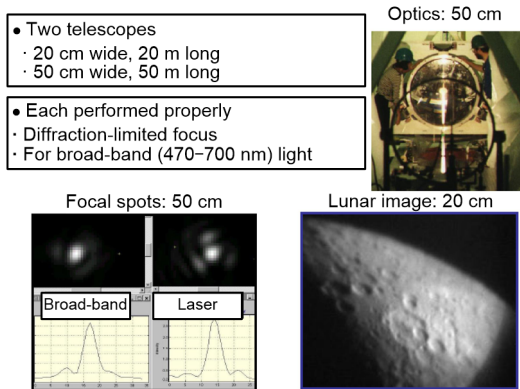 • Two telescopes
· 20 cm wide, 20 m long
· 50 cm wide, 50 m long
• Each performed properly
· Diffraction-limited focus
· For broad-band (470–700 nm) light
Optics: 50 cm
Focal spots: 50 cm
Broad-band
Laser
Lunar image: 20 cm